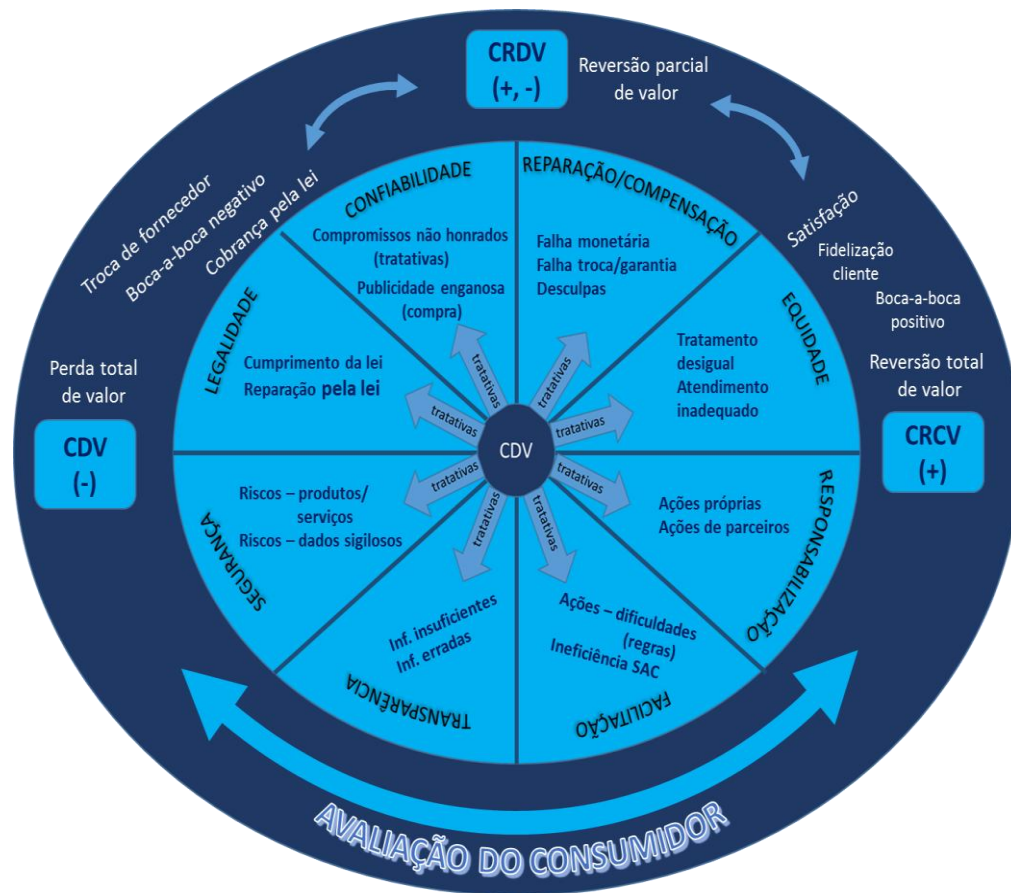 CRDV
(+, -)
Reversão parcial
de valor
Troca de fornecedor
Boca-a-boca negativo
Cobrança pela lei
Satisfação
Fidelização
cliente
Boca-a-boca
positivo
Perda total
de valor
CDV
(-)
Reversão total
de valor
CRCV
(+)
CONFIABILIDADE
Compromissos não honrados
(tratativas)
Publicidade enganosa
(compra)
tratativas
REPARAÇÃO/COMPENSAÇÃO
Falha monetária
Falha troca/garantia
Desculpas
tratativas
EQUIDADE
Tratamento
desigual
Atendimento
inadequado
tratativas
RESPONSABILIZAÇÃO
Ações próprias
Ações de parceiros
tratativas
FACILITAÇÃO
Ações – dificuldades
(regras)
Ineficiência SAC
tratativas
TRANSPARÊNCIA
Inf. insuficientes
Inf. erradas
tratativas
SEGURANÇA
Riscos – produtos/
serviços
Riscos – dados sigilosos
tratativas
LEGALIDADE
Cumprimento da lei
Reparação pela lei
tratativas
CDV
AVALIAÇÃO DO CONSUMIDOR